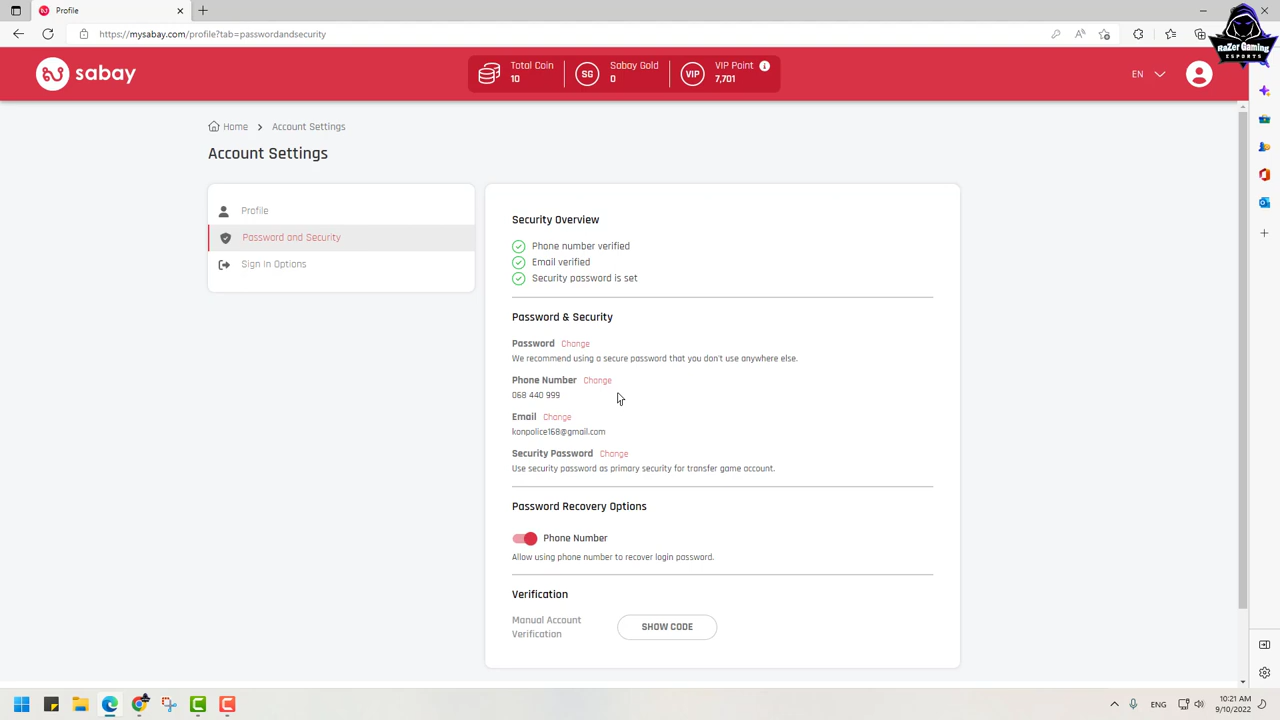 Profile
https://mysabay.com/profile?tab=passwordandsecurity
RaZer Gaming
ESPORTS
sabay
Total Coin
10
SG
Sabay Gold
0
VIP
VIP Point
7,701
EN
Home > Account Settings
Account Settings
Profile
Password and Security
Sign In Options
Security Overview
Phone number verified
Email verified
Security password is set
Password & Security
Password Change
We recommend using a secure password that you don't use anywhere else.
Phone Number Change
068 440 999
Email Change
konpolice168@gmail.com
Security Password Change
Use security password as primary security for transfer game account.
Password Recovery Options
Phone Number
Allow using phone number to recover login password.
Verification
Manual Account
Verification
SHOW CODE
ENG
10:21 AM
9/10/2022